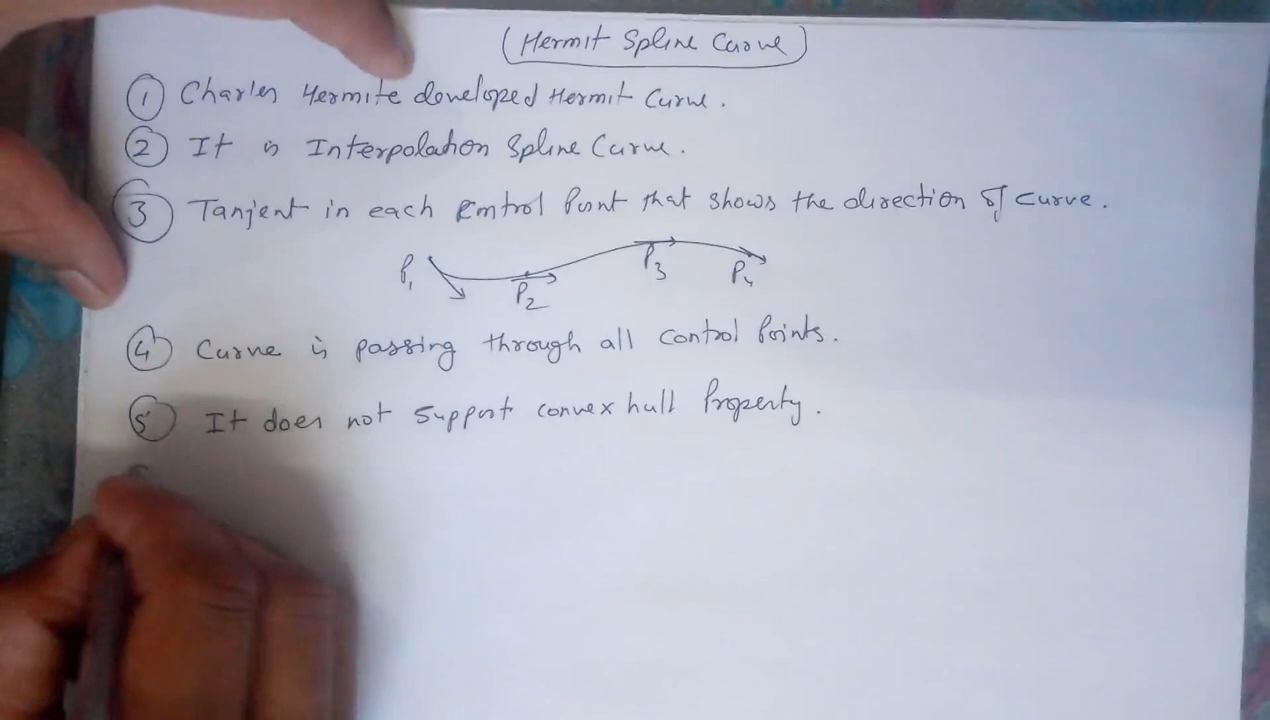 (Hermit Spline Curve)
① Charles Hermite developed Hermit Curve.
② It is Interpolation Spline Curve.
③ Tanjent in each control Point that shows the direction of curve.
P1 P2 P3 P4
④ Curve is passing through all control Points.
⑤ It does not support convex hull Property.